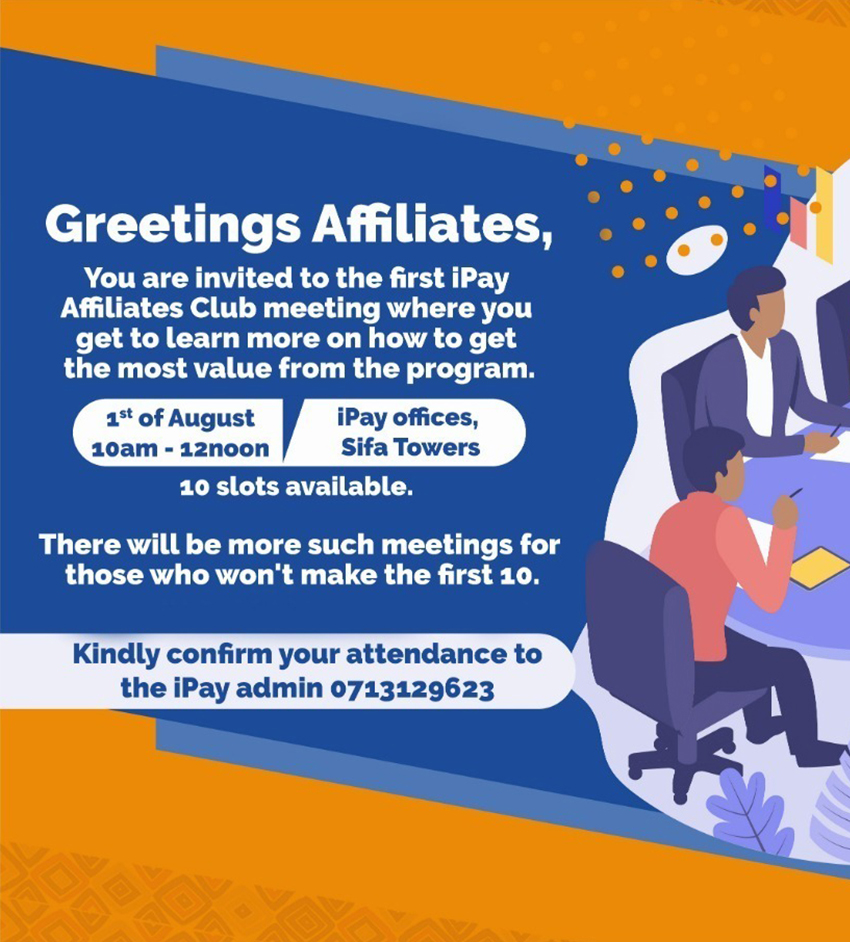 Greetings Affiliates,
You are invited to the first iPay
Affiliates Club meeting where you
get to learn more on how to get
the most value from the program.
1st of August
10am - 12noon
iPay offices,
Sifa Towers
10 slots available.
There will be more such meetings for
those who won't make the first 10.
Kindly confirm your attendance to
the iPay admin 0713129623